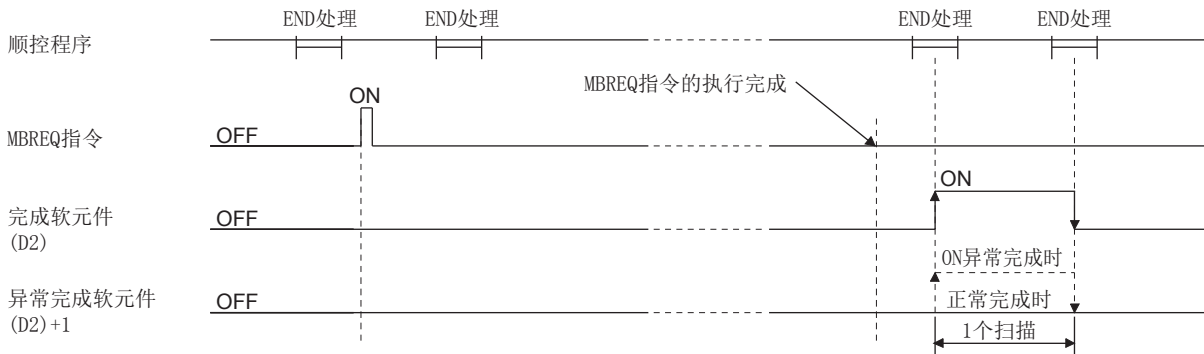 END处理 END处理 END处理 END处理
顺控程序
MBREQ指令的执行完成
ON
MBREQ指令
OFF
ON
完成软元件
(D2)
OFF
ON异常完成时
异常完成软元件
(D2)+1
OFF
正常完成时
1个扫描